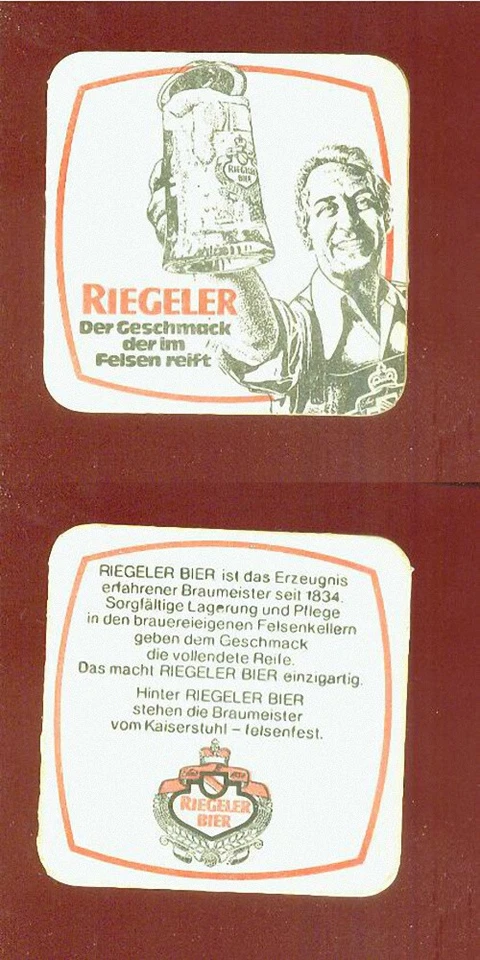 RIEGELER
BIER
RIEGELER
Der Geschmack
der im
Felsen reift
RIEGELER BIER ist das Erzeugnis
erfahrener Braumeister seit 1834.
Sorgfältige Lagerung und Pflege
in den brauereieigenen Felsenkellern
geben dem Geschmack
die vollendete Reife.
Das macht RIEGELER BIER einzigartig.
Hinter RIEGELER BIER
stehen die Braumeister
vom Kaiserstuhl – felsenfest.
RIEGELER
BIER